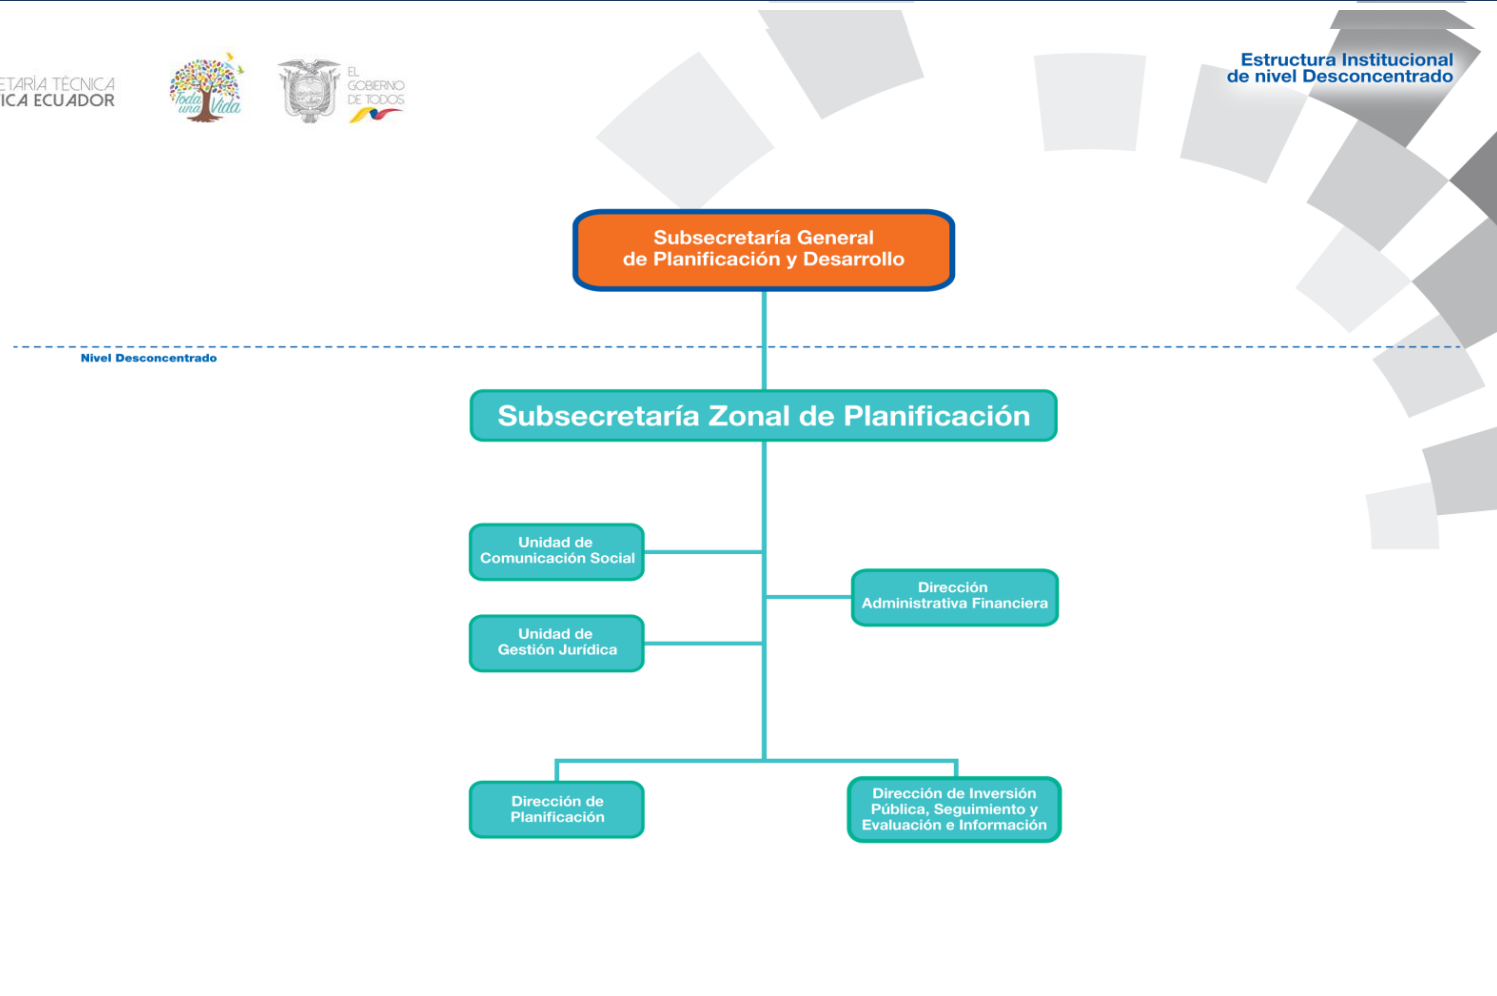 ETARÍA TÉCNICA
ICA ECUADOR
Toda
una Vida
EL
GOBIERNO
DE TODOS
Estructura Institucional
de nivel Desconcentrado
Subsecretaría General
de Planificación y Desarrollo
Nivel Desconcentrado
Subsecretaría Zonal de Planificación
Unidad de
Comunicación Social
Dirección
Administrativa Financiera
Unidad de
Gestión Jurídica
Dirección de
Planificación
Dirección de Inversión
Pública, Seguimiento y
Evaluación e Información